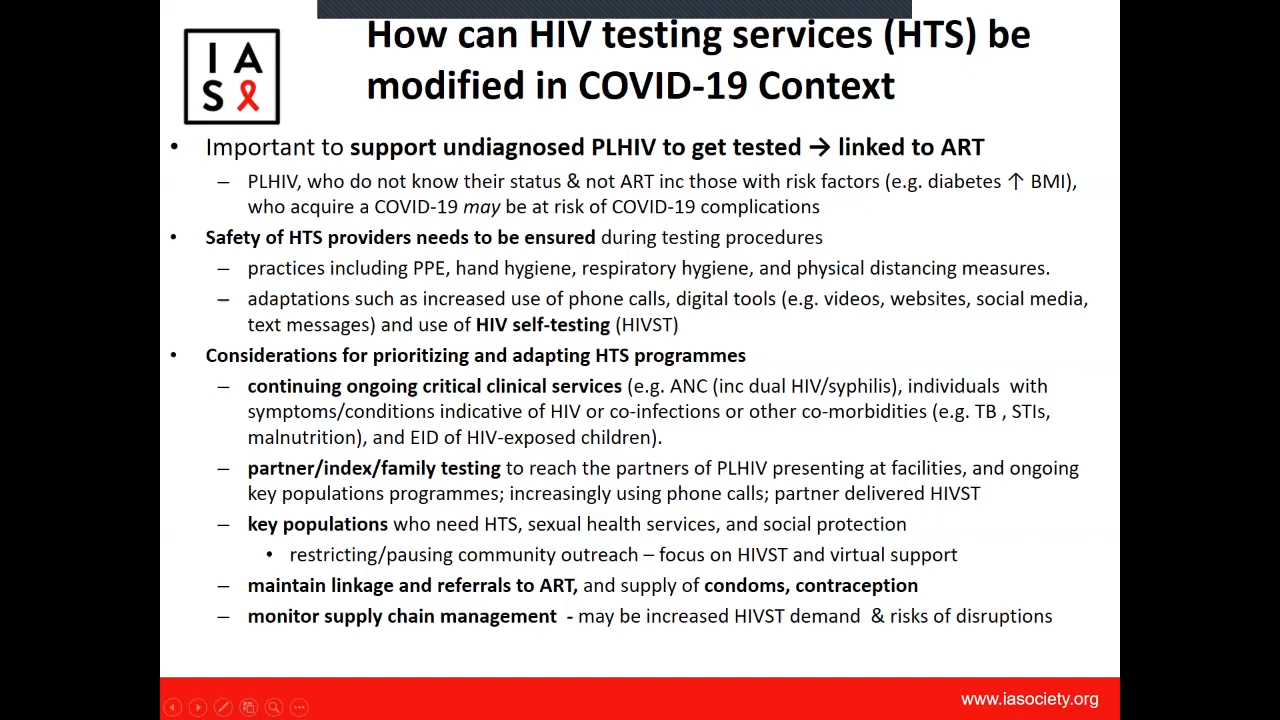 I A
S
How can HIV testing services (HTS) be
modified in COVID-19 Context
• Important to support undiagnosed PLHIV to get tested → linked to ART
– PLHIV, who do not know their status & not ART inc those with risk factors (e.g. diabetes ↑ BMI),
who acquire a COVID-19 may be at risk of COVID-19 complications
• Safety of HTS providers needs to be ensured during testing procedures
– practices including PPE, hand hygiene, respiratory hygiene, and physical distancing measures.
– adaptations such as increased use of phone calls, digital tools (e.g. videos, websites, social media,
text messages) and use of HIV self-testing (HIVST)
• Considerations for prioritizing and adapting HTS programmes
– continuing ongoing critical clinical services (e.g. ANC (inc dual HIV/syphilis), individuals with
symptoms/conditions indicative of HIV or co-infections or other co-morbidities (e.g. TB , STIs,
malnutrition), and EID of HIV-exposed children).
– partner/index/family testing to reach the partners of PLHIV presenting at facilities, and ongoing
key populations programmes; increasingly using phone calls; partner delivered HIVST
– key populations who need HTS, sexual health services, and social protection
• restricting/pausing community outreach – focus on HIVST and virtual support
– maintain linkage and referrals to ART, and supply of condoms, contraception
– monitor supply chain management - may be increased HIVST demand & risks of disruptions
www.iasociety.org